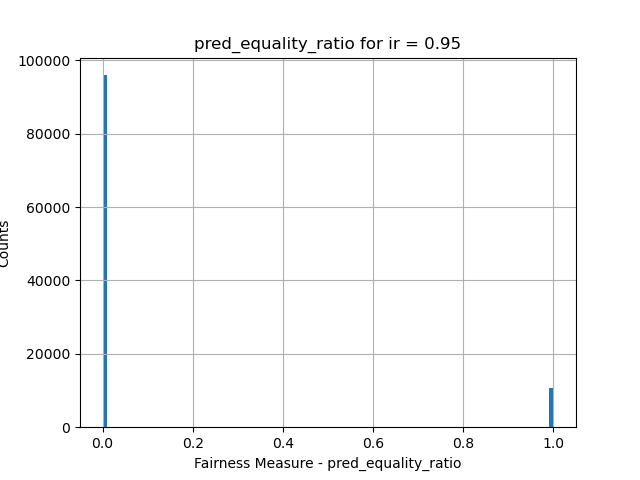 pred_equality_ratio for ir = 0.95
100000
80000
60000
40000
20000
0
Counts
0.0 0.2 0.4 0.6 0.8 1.0
Fairness Measure - pred_equality_ratio